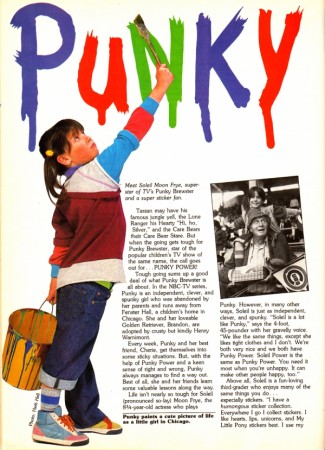 PUNKY
Meet Soleil Moon Frye, super-
star of TV's Punky Brewster
and a super sticker fan.
Tarzan may have his
famous jungle yell, the Lone
Ranger his Hearty "Hi, ho,
Silver," and the Care Bears
their Care Bear Stare. But
when the going gets tough for
Punky Brewster, star of the
popular children's TV show of
the same name, the call goes
out for . . . PUNKY POWER!
Tough going sums up a good
deal of what Punky Brewster is
all about. In the NBC-TV series,
Punky is an independent, clever, and
spunky girl who was abandoned by
her parents and runs away from
Fenster Hall, a children's home in
Chicago. She and her loveable
Golden Retriever, Brandon, are
adopted by crusty but kindly Henry
Warnimont.
Every week, Punky and her best
friend, Cherie, get themselves into
some sticky situations. But, with the
help of Punky Power and a keen
sense of right and wrong, Punky
always manages to find a way out.
Best of all, she and her friends learn
some valuable lessons along the way.
Life isn't nearly so tough for Soleil
(pronounced so-lay) Moon Frye, the
8¼-year-old actress who plays
Punky paints a cute picture of life
as a little girl in Chicago.
Punky. However, in many other
ways, Soleil is just as independent,
clever, and spunky. "Soleil is a lot
like Punky," says the 4-foot,
45-pounder with her gravelly voice.
"We like the same things, except she
likes tight clothes and I don't. We're
both very nice and we both have
Punky Power. Soleil Power is the
same as Punky Power. You need it
most when you're unhappy. It can
make other people happy, too."
Above all, Soleil is a fun-loving
third-grader who enjoys many of the
same things you do . . .
especially stickers. "I have a
humongous sticker collection.
Everywhere I go I collect stickers. I
like hearts, lips, unicorns, and My
Little Pony stickers best. I use my